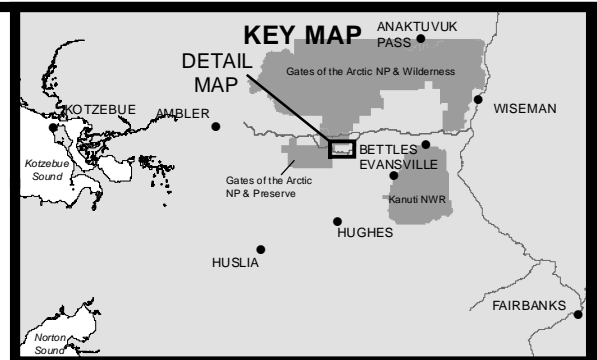 KEY MAP
ANAKTUVUK
PASS
DETAIL
MAP
Gates of the Arctic NP & Wilderness
KOTZEBUE
AMBLER
WISEMAN
Kotzebue
Sound
BETTLES
EVANSVILLE
Gates of the Arctic
NP & Preserve
Kanuti NWR
HUGHES
HUSLIA
FAIRBANKS
Norton
Sound